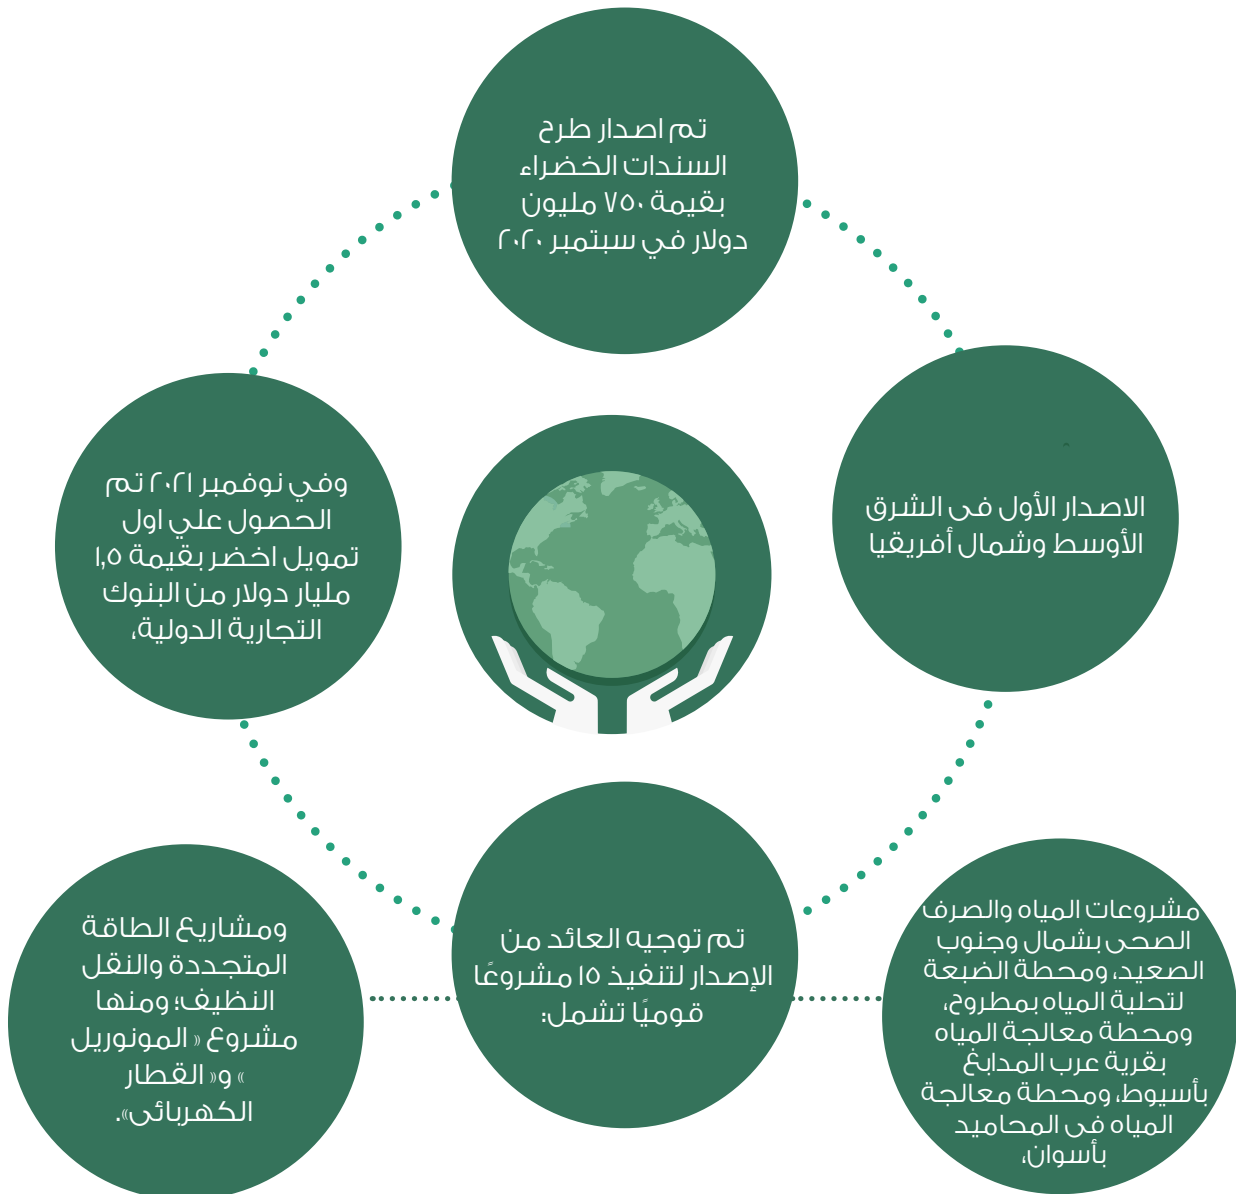 تم اصدار طرح
السندات الخضراء
بقيمة ٧٥٠ مليون
دولار في سبتمبر ٢٠٢٠
الاصدار الأول فى الشرق
الأوسط وشمال أفريقيا
وفي نوفمبر ٢٠٢١ تم
الحصول علي اول
تمويل اخضر بقيمة ١,٥
مليار دولار من البنوك
التجارية الدولية،
تم توجيه العائد من
الإصدار لتنفيذ ١٥ مشروعًا
قوميًا تشمل:
مشروعات المياه والصرف
الصحى بشمال وجنوب
الصعيد، ومحطة الضبعة
لتحلية المياه بمطروح،
ومحطة معالجة المياه
بقرية عرب المدابغ
بأسيوط، ومحطة معالجة
المياه فى المحاميد
بأسوان،
ومشاريع الطاقة
المتجددة والنقل
النظيف؛ ومنها
مشروع « المونوريل
» و« القطار
الكهربائى».